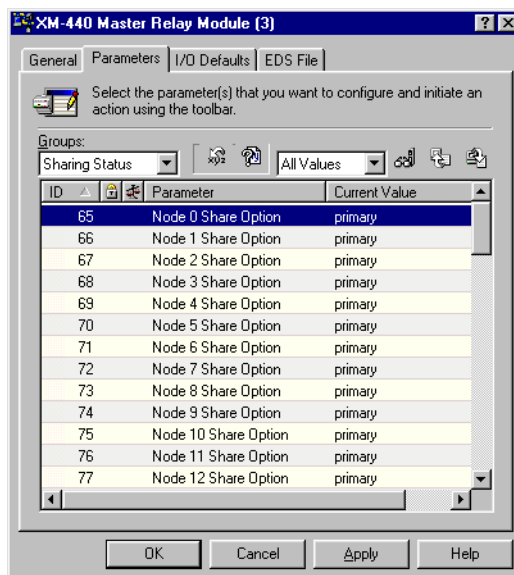 XM-440 Master Relay Module (3)
General Parameters I/O Defaults EDS File
Select the parameter(s) that you want to configure and initiate an
action using the toolbar.
Groups:
Sharing Status xyz All Values
ID Parameter Current Value
65 Node 0 Share Option primary
66 Node 1 Share Option primary
67 Node 2 Share Option primary
68 Node 3 Share Option primary
69 Node 4 Share Option primary
70 Node 5 Share Option primary
71 Node 6 Share Option primary
72 Node 7 Share Option primary
73 Node 8 Share Option primary
74 Node 9 Share Option primary
75 Node 10 Share Option primary
76 Node 11 Share Option primary
77 Node 12 Share Option primary
OK Cancel Apply Help